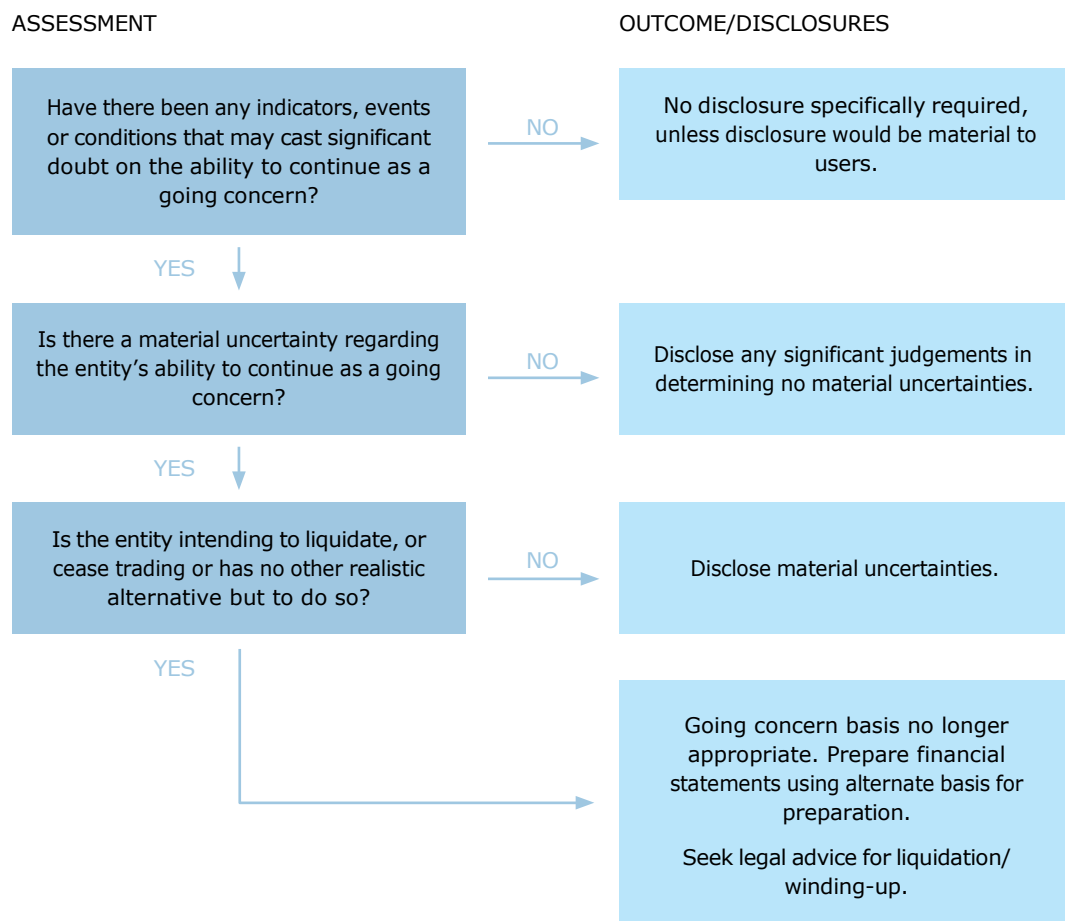 ASSESSMENT
OUTCOME/DISCLOSURES
Have there been any indicators, events
or conditions that may cast significant
doubt on the ability to continue as a
going concern?
NO
No disclosure specifically required,
unless disclosure would be material to
users.
YES
Is there a material uncertainty regarding
the entity’s ability to continue as a going
concern?
NO
Disclose any significant judgements in
determining no material uncertainties.
YES
Is the entity intending to liquidate, or
cease trading or has no other realistic
alternative but to do so?
NO
Disclose material uncertainties.
YES
Going concern basis no longer
appropriate. Prepare financial
statements using alternate basis for
preparation.
Seek legal advice for liquidation/
winding-up.